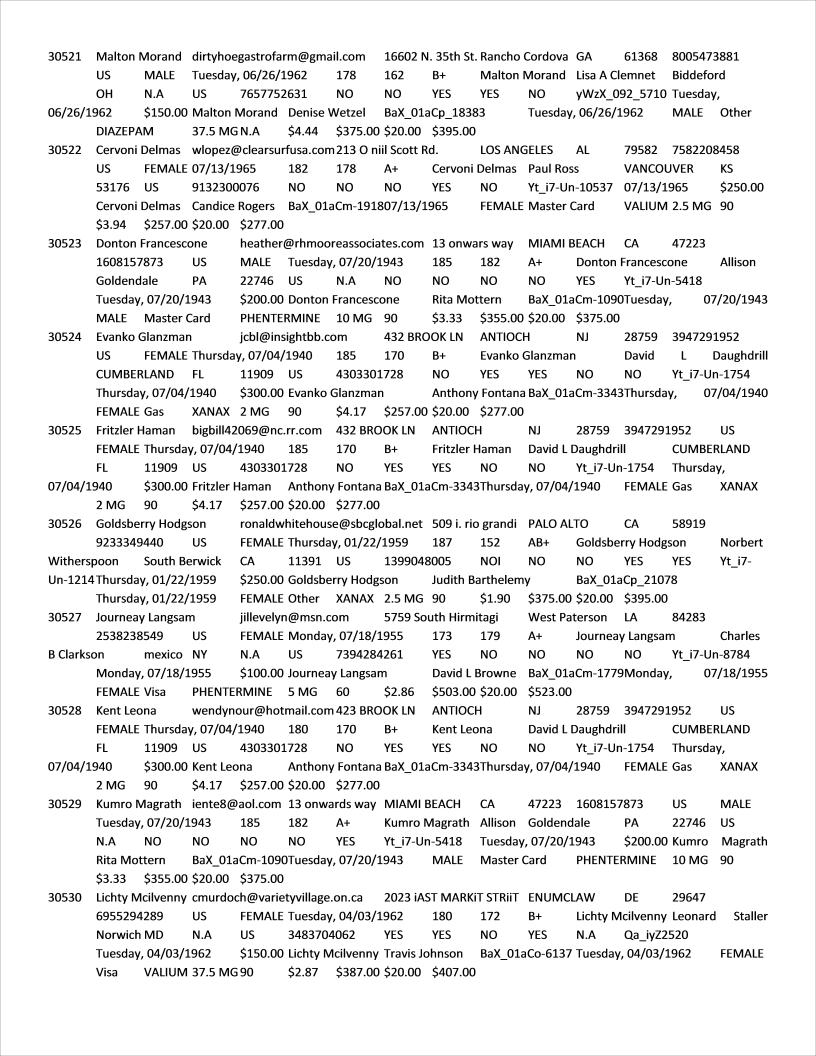 30521 Malton Morand dirtyhoegastrofarm@gmail.com 16602 N. 35th St. Rancho Cordova GA 61368 8005473881
US MALE Tuesday, 06/26/1962 178 162 B+ Malton Morand Lisa A Clemnet Biddeford
OH N.A US 7657752631 NO NO YES YES NO yWzX_092_5710 Tuesday,
06/26/1962 $150.00 Malton Morand Denise Wetzel BaX_01aCp_18383 Tuesday, 06/26/1962 MALE Other
DIAZEPAM 37.5 MG N.A $4.44 $375.00 $20.00 $395.00
30522 Cervoni Delmas wlopez@clearsurfusa.com 213 O niil Scott Rd. LOS ANGELES AL 79582 7582208458
US FEMALE 07/13/1965 182 178 A+ Cervoni Delmas Paul Ross VANCOUVER KS
53176 US 9132300076 NO NO NO YES NO Yt_i7-Un-10537 07/13/1965 $250.00
Cervoni Delmas Candice Rogers BaX_01aCm-191807/13/1965 FEMALE Master Card VALIUM 2.5 MG 90
$3.94 $257.00 $20.00 $277.00
30523 Donton Francescone heather@rhmooreassociates.com 13 onwars way MIAMI BEACH CA 47223
1608157873 US MALE Tuesday, 07/20/1943 185 182 A+ Donton Francescone Allison
Goldendale PA 22746 US N.A NO NO NO NO YES Yt_i7-Un-5418
Tuesday, 07/20/1943 $200.00 Donton Francescone Rita Mottern BaX_01aCm-1090Tuesday, 07/20/1943
MALE Master Card PHENTERMINE 10 MG 90 $3.33 $355.00 $20.00 $375.00
30524 Evanko Glanzman jcbl@insightbb.com 432 BROOK LN ANTIOCH NJ 28759 3947291952
US FEMALE Thursday, 07/04/1940 185 170 B+ Evanko Glanzman David L Daughdrill
CUMBERLAND FL 11909 US 4303301728 NO YES YES NO NO Yt_i7-Un-1754
Thursday, 07/04/1940 $300.00 Evanko Glanzman Anthony Fontana BaX_01aCm-3343Thursday, 07/04/1940
FEMALE Gas XANAX 2 MG 90 $4.17 $257.00 $20.00 $277.00
30525 Fritzler Haman bigbill42069@nc.rr.com 432 BROOK LN ANTIOCH NJ 28759 3947291952 US
FEMALE Thursday, 07/04/1940 185 170 B+ Fritzler Haman David L Daughdrill CUMBERLAND
FL 11909 US 4303301728 NO YES YES NO NO Yt_i7-Un-1754 Thursday,
07/04/1940 $300.00 Fritzler Haman Anthony Fontana BaX_01aCm-3343Thursday, 07/04/1940 FEMALE Gas XANAX
2 MG 90 $4.17 $257.00 $20.00 $277.00
30526 Goldsberry Hodgson ronaldwhitehouse@sbcglobal.net 509 i. rio grandi PALO ALTO CA 58919
9233349440 US FEMALE Thursday, 01/22/1959 187 152 AB+ Goldsberry Hodgson Norbert
Witherspoon South Berwick CA 11391 US 1399048005 NOI NO NO YES YES Yt_i7-
Un-1214 Thursday, 01/22/1959 $250.00 Goldsberry Hodgson Judith Barthelemy BaX_01aCp_21078
Thursday, 01/22/1959 FEMALE Other XANAX 2.5 MG 90 $1.90 $375.00 $20.00 $395.00
30527 Journeay Langsam jillevelyn@msn.com 5759 South Hirmitagi West Paterson LA 84283
2538238549 US FEMALE Monday, 07/18/1955 173 179 A+ Journeay Langsam Charles
B Clarkson mexico NY N.A US 7394284261 YES NO NO NO NO Yt_i7-Un-8784
Monday, 07/18/1955 $100.00 Journeay Langsam David L Browne BaX_01aCm-1779Monday, 07/18/1955
FEMALE Visa PHENTERMINE 5 MG 60 $2.86 $503.00 $20.00 $523.00
30528 Kent Leona wendynour@hotmail.com 423 BROOK LN ANTIOCH NJ 28759 3947291952 US
FEMALE Thursday, 07/04/1940 180 170 B+ Kent Leona David L Daughdrill CUMBERLAND
FL 11909 US 4303301728 NO YES YES NO NO Yt_i7-Un-1754 Thursday,
07/04/1940 $300.00 Kent Leona Anthony Fontana BaX_01aCm-3343Thursday, 07/04/1940 FEMALE Gas XANAX
2 MG 90 $4.17 $257.00 $20.00 $277.00
30529 Kumro Magrath iente8@aol.com 13 onwards way MIAMI BEACH CA 47223 1608157873 US MALE
Tuesday, 07/20/1943 185 182 A+ Kumro Magrath Allison Goldendale PA 22746 US
N.A NO NO NO NO YES Yt_i7-Un-5418 Tuesday, 07/20/1943 $200.00 Kumro Magrath
Rita Mottern BaX_01aCm-1090Tuesday, 07/20/1943 MALE Master Card PHENTERMINE 10 MG 90
$3.33 $355.00 $20.00 $375.00
30530 Lichty Mcilvenny cmurdoch@varietyvillage.on.ca 2023 iAST MARKiT STRiiT ENUMCLAW DE 29647
6955294289 US FEMALE Tuesday, 04/03/1962 180 172 B+ Lichty Mcilvenny Leonard Staller
Norwich MD N.A US 3483704062 YES YES NO YES N.A Qa_iyZ2520
Tuesday, 04/03/1962 $150.00 Lichty Mcilvenny Travis Johnson BaX_01aCo-6137 Tuesday, 04/03/1962 FEMALE
Visa VALIUM 37.5 MG 90 $2.87 $387.00 $20.00 $407.00